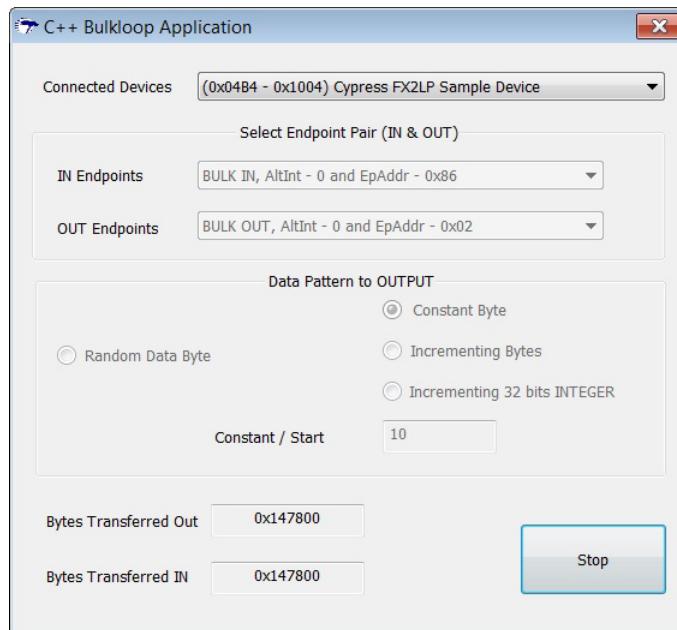 C++ Bulkloop Application
Connected Devices
(0x04B4 - 0x1004) Cypress FX2LP Sample Device
Select Endpoint Pair (IN & OUT)
IN Endpoints
BULK IN, AltInt - 0 and EpAddr - 0x86
OUT Endpoints
BULK OUT, AltInt - 0 and EpAddr - 0x02
Data Pattern to OUTPUT
Constant Byte
Random Data Byte
Incrementing Bytes
Incrementing 32 bits INTEGER
Constant / Start
10
Bytes Transferred Out
0x147800
Bytes Transferred IN
0x147800
Stop